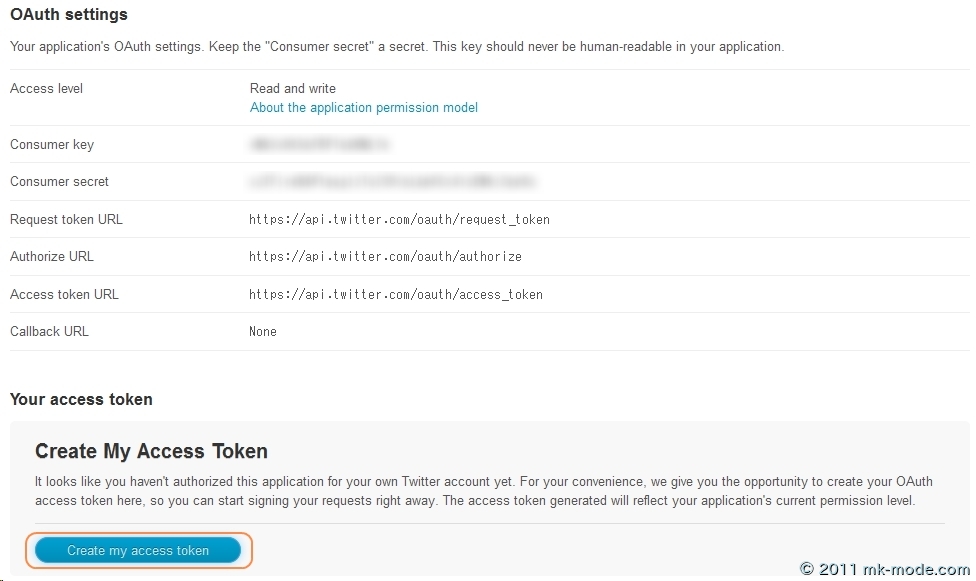 OAuth settings
Your application's OAuth settings. Keep the "Consumer secret" a secret. This key should never be human-readable in your application.
Access level Read and write
About the application permission model
Consumer key
Consumer secret
Request token URL https://api.twitter.com/oauth/request_token
Authorize URL https://api.twitter.com/oauth/authorize
Access token URL https://api.twitter.com/oauth/access_token
Callback URL None
Your access token
Create My Access Token
It looks like you haven't authorized this application for your own Twitter account yet. For your convenience, we give you the opportunity to create your OAuth
access token here, so you can start signing your requests right away. The access token generated will reflect your application's current permission level.
Create my access token
© 2011 mk-mode.com